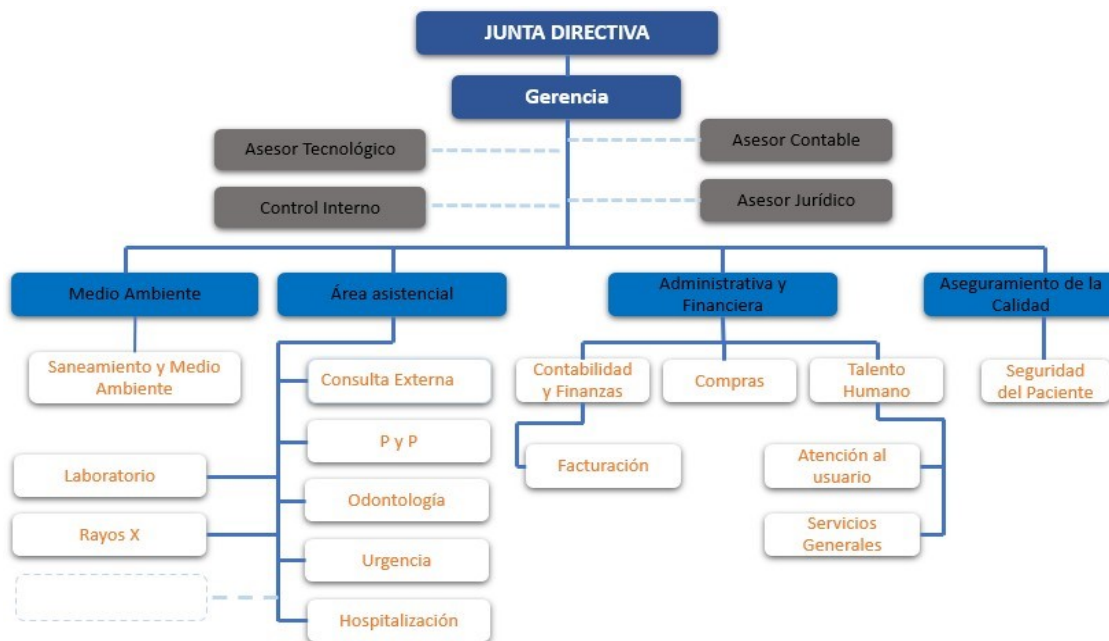 JUNTA DIRECTIVA
Gerencia
Asesor Tecnológico
Asesor Contable
Control Interno
Asesor Jurídico
Medio Ambiente
Área asistencial
Administrativa y
Financiera
Aseguramiento de la
Calidad
Saneamiento y Medio
Ambiente
Consulta Externa
Contabilidad
y Finanzas
Compras
Talento
Humano
Seguridad
del Paciente
P y P
Laboratorio
Facturación
Atención al
usuario
Odontología
Rayos X
Servicios
Generales
Urgencia
Hospitalización